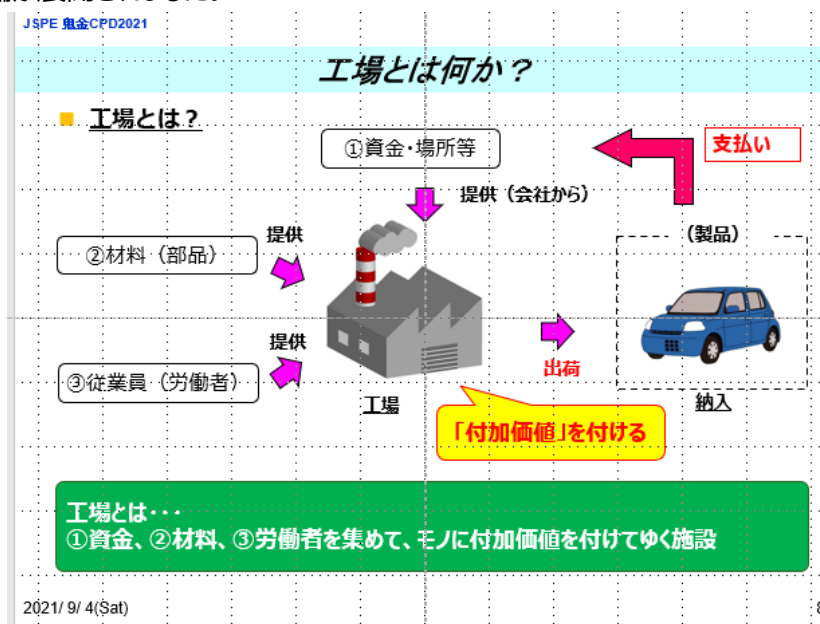 JSPE 鬼金CPD2021
工場とは何か？
工場とは？
①資金・場所等
支払い
提供（会社から）
提供
（製品）
②材料（部品）
提供
③従業員（労働者）
出荷
工場
納入
「付加価値」を付ける
工場とは・・・
①資金、②材料、③労働者を集めて、モノに付加価値を付けてゆく施設
2021/ 9/ 4(Sat)